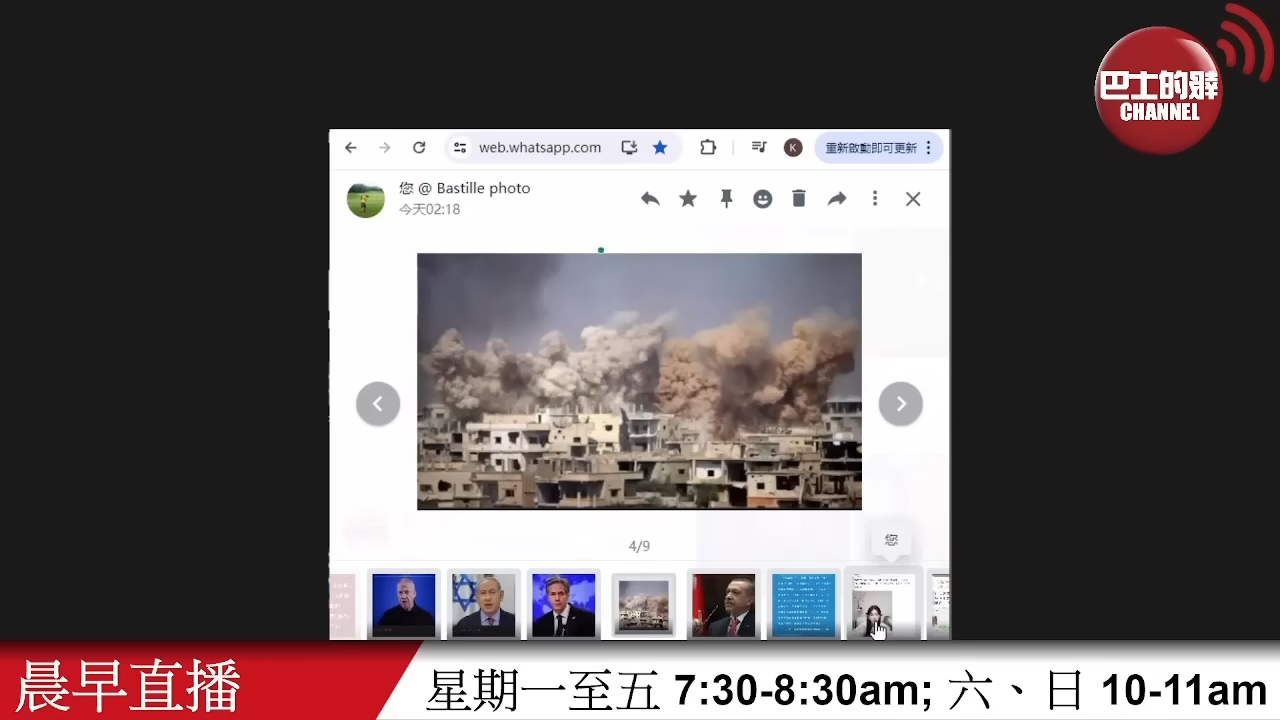 巴士的報
CHANNEL
web.whatsapp.com
K
重新啟動即可更新
您 @ Bastille photo
今天02:18
4/9
您
晨早直播
星期一至五 7:30-8:30am; 六、日 10-11am